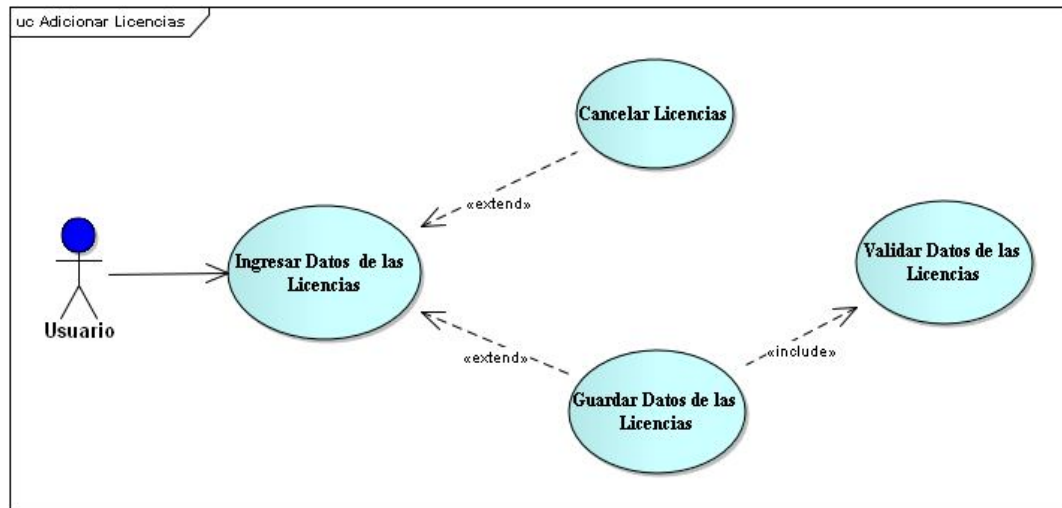 uc Adicionar Licencias
Cancelar Licencias
«extend»
Ingresar Datos de las
Licencias
Validar Datos de las
Licencias
Usuario
«extend»
«include»
Guardar Datos de las
Licencias